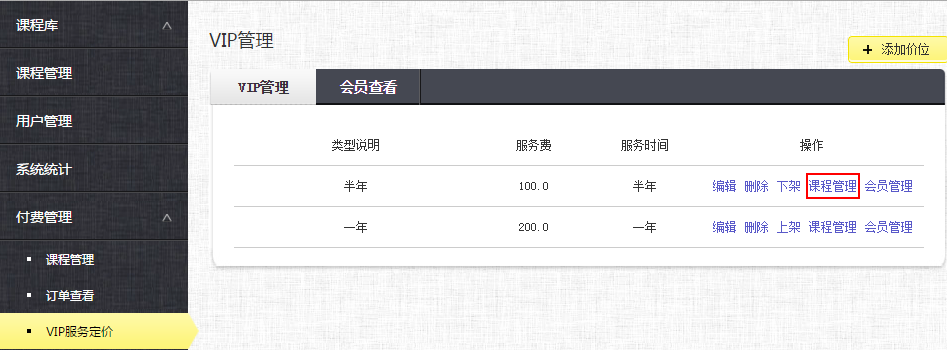 课程库
课程管理
用户管理
系统统计
付费管理
课程管理
订单查看
VIP服务定价
VIP管理
+ 添加价位
VIP管理 会员查看
类型说明 服务费 服务时间 操作
半年 100.0 半年 编辑 删除 下架 课程管理 会员管理
一年 200.0 一年 编辑 删除 上架 课程管理 会员管理